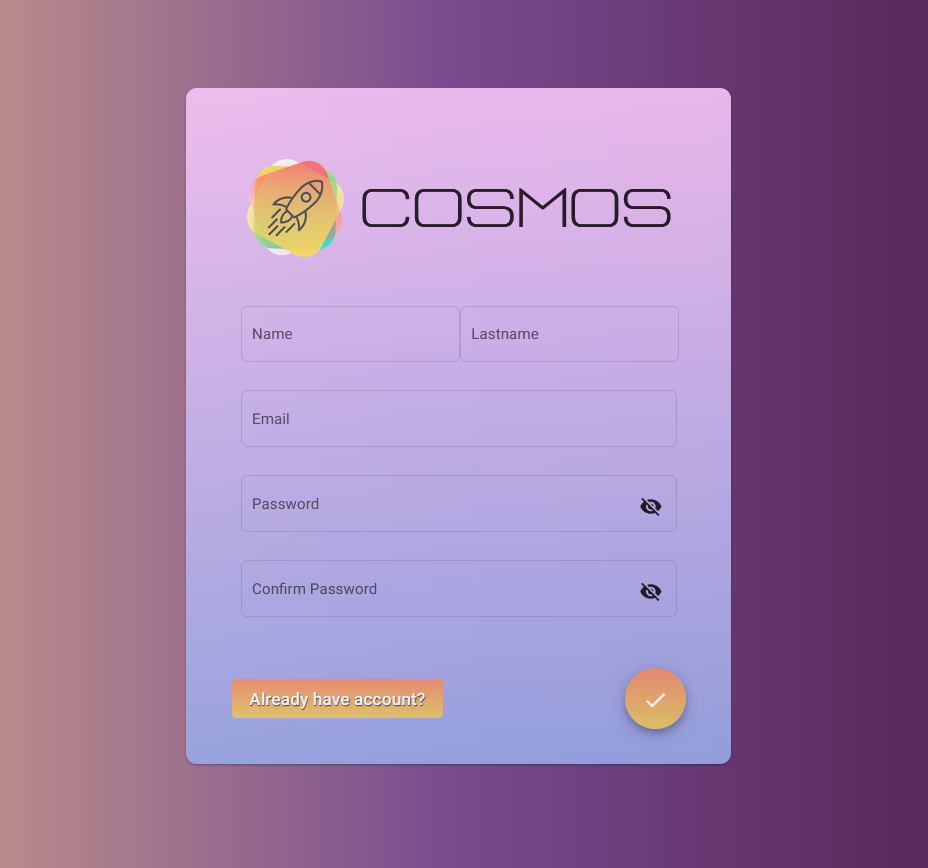 COSMOS
Name Lastname
Email
Password
Confirm Password
Already have account?